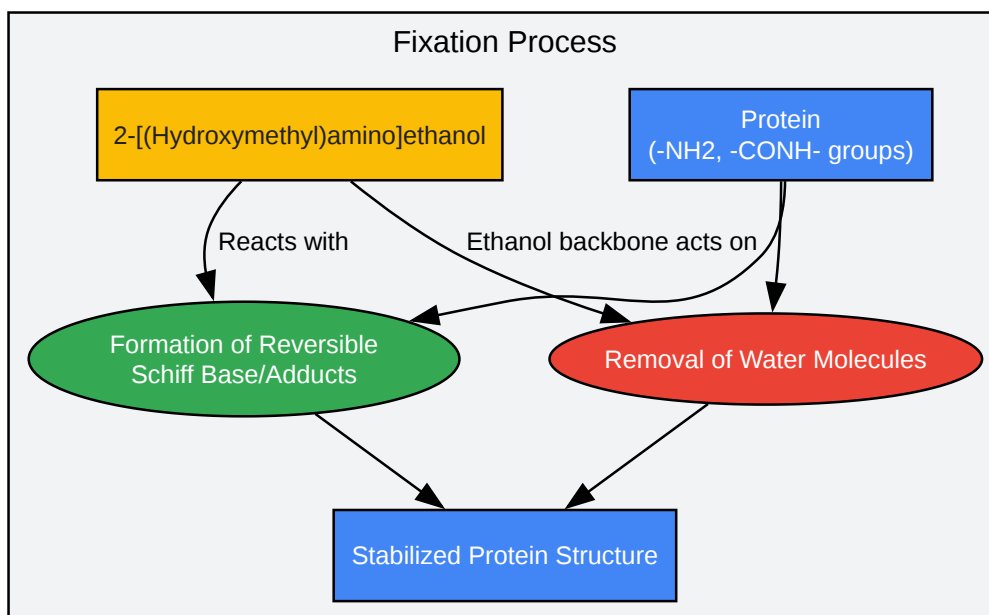 Fixation Process
2-[(Hydroxymethyl)amino]ethanol
Protein
(-NH2, -CONH- groups)
Reacts with
Ethanol backbone acts on
Formation of Reversible
Schiff Base/Adducts
Removal of Water Molecules
Stabilized Protein Structure